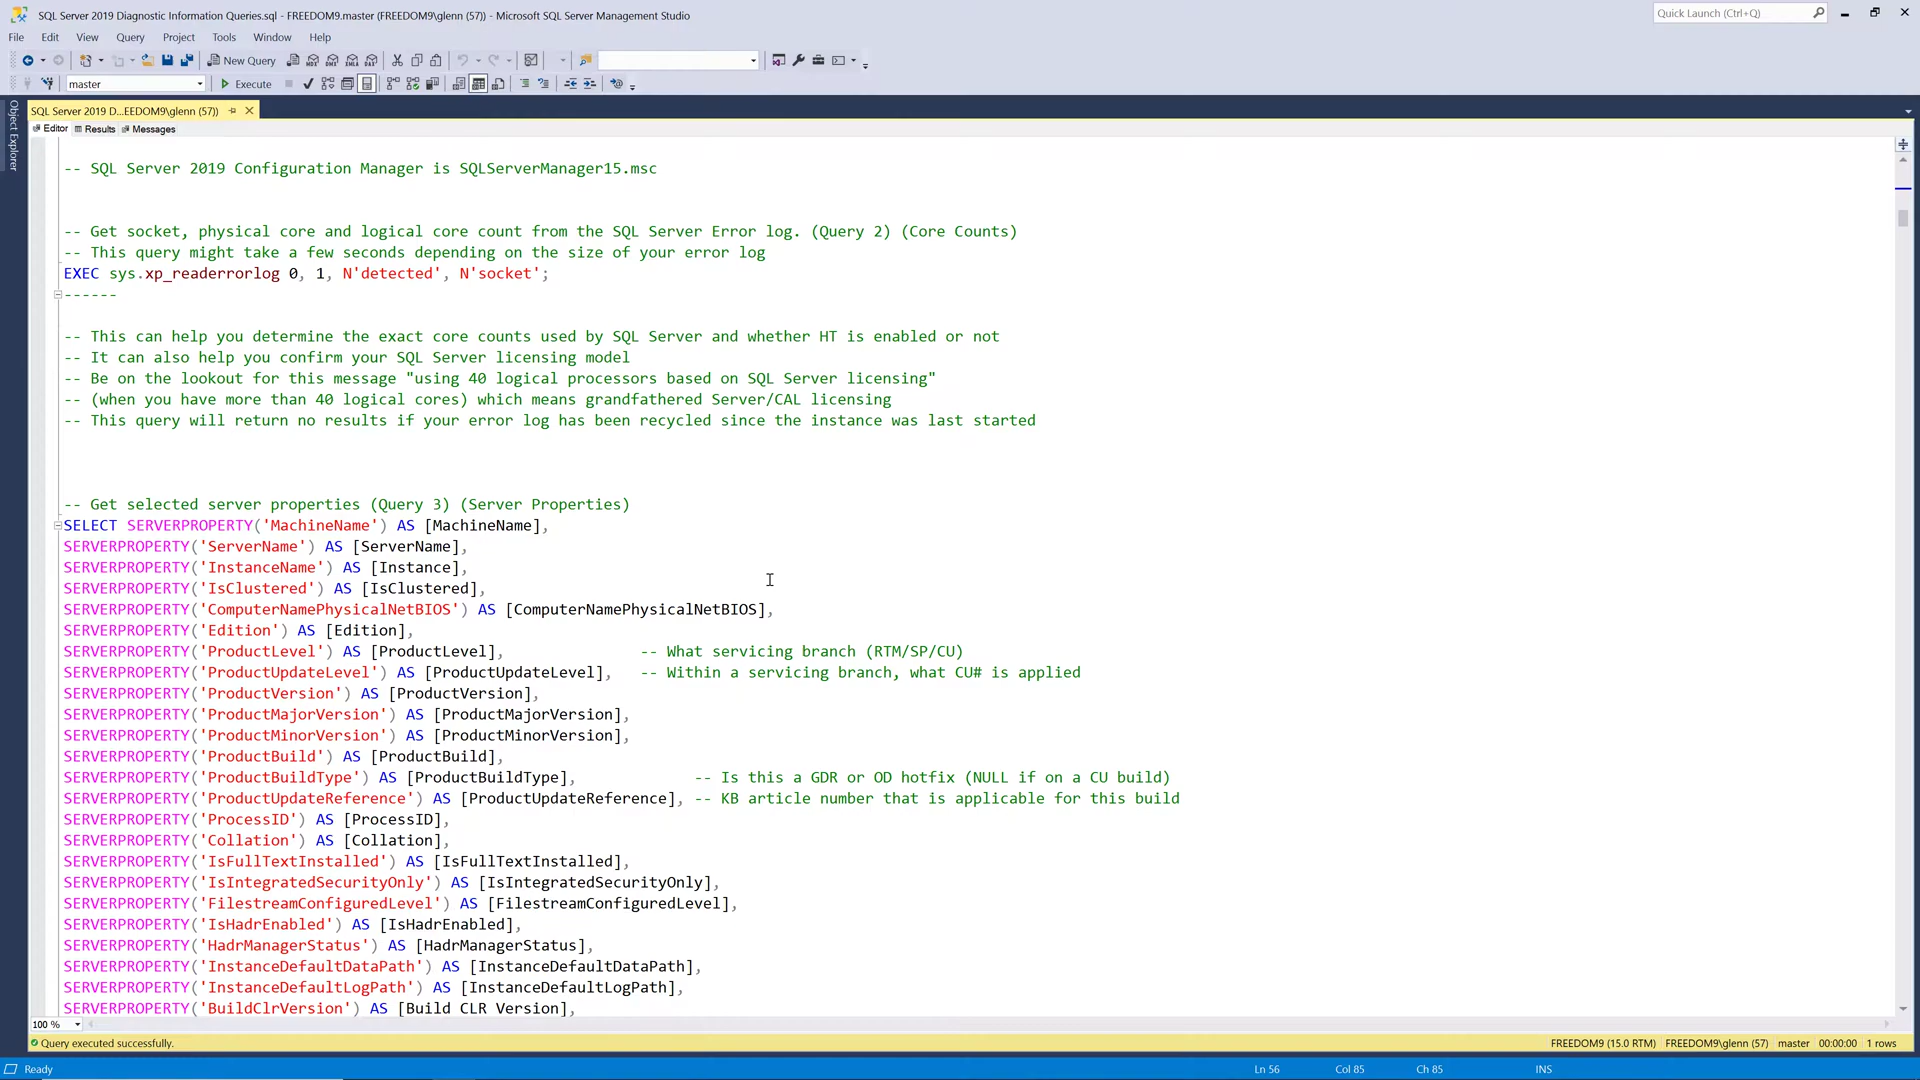 SQL Server 2019 Diagnostic Information Queries.sql - FREEDOM9.master (FREEDOM9\glenn (57)) - Microsoft SQL Server Management Studio
Quick Launch (Ctrl+Q)
File Edit View Query Project Tools Window Help
New Query
master Execute
Object Explorer
SQL Server 2019 D...EEDOM9\glenn (57))
Editor Results Messages
-- SQL Server 2019 Configuration Manager is SQLServerManager15.msc
-- Get socket, physical core and logical core count from the SQL Server Error log. (Query 2) (Core Counts)
-- This query might take a few seconds depending on the size of your error log
EXEC sys.xp_readerrorlog 0, 1, N'detected', N'socket';
------
-- This can help you determine the exact core counts used by SQL Server and whether HT is enabled or not
-- It can also help you confirm your SQL Server licensing model
-- Be on the lookout for this message "using 40 logical processors based on SQL Server licensing"
-- (when you have more than 40 logical cores) which means grandfathered Server/CAL licensing
-- This query will return no results if your error log has been recycled since the instance was last started
-- Get selected server properties (Query 3) (Server Properties)
SELECT SERVERPROPERTY('MachineName') AS [MachineName],
SERVERPROPERTY('ServerName') AS [ServerName],
SERVERPROPERTY('InstanceName') AS [Instance],
SERVERPROPERTY('IsClustered') AS [IsClustered],
SERVERPROPERTY('ComputerNamePhysicalNetBIOS') AS [ComputerNamePhysicalNetBIOS],
SERVERPROPERTY('Edition') AS [Edition],
SERVERPROPERTY('ProductLevel') AS [ProductLevel], -- What servicing branch (RTM/SP/CU)
SERVERPROPERTY('ProductUpdateLevel') AS [ProductUpdateLevel], -- Within a servicing branch, what CU# is applied
SERVERPROPERTY('ProductVersion') AS [ProductVersion],
SERVERPROPERTY('ProductMajorVersion') AS [ProductMajorVersion],
SERVERPROPERTY('ProductMinorVersion') AS [ProductMinorVersion],
SERVERPROPERTY('ProductBuild') AS [ProductBuild],
SERVERPROPERTY('ProductBuildType') AS [ProductBuildType], -- Is this a GDR or OD hotfix (NULL if on a CU build)
SERVERPROPERTY('ProductUpdateReference') AS [ProductUpdateReference], -- KB article number that is applicable for this build
SERVERPROPERTY('ProcessID') AS [ProcessID],
SERVERPROPERTY('Collation') AS [Collation],
SERVERPROPERTY('IsFullTextInstalled') AS [IsFullTextInstalled],
SERVERPROPERTY('IsIntegratedSecurityOnly') AS [IsIntegratedSecurityOnly],
SERVERPROPERTY('FilestreamConfiguredLevel') AS [FilestreamConfiguredLevel],
SERVERPROPERTY('IsHadrEnabled') AS [IsHadrEnabled],
SERVERPROPERTY('HadrManagerStatus') AS [HadrManagerStatus],
SERVERPROPERTY('InstanceDefaultDataPath') AS [InstanceDefaultDataPath],
SERVERPROPERTY('InstanceDefaultLogPath') AS [InstanceDefaultLogPath],
SERVERPROPERTY('BuildClrVersion') AS [Build CLR Version],
100 %
Query executed successfully. FREEDOM9 (15.0 RTM) FREEDOM9\glenn (57) master 00:00:00 1 rows
Ready Ln 56 Col 85 Ch 85 INS